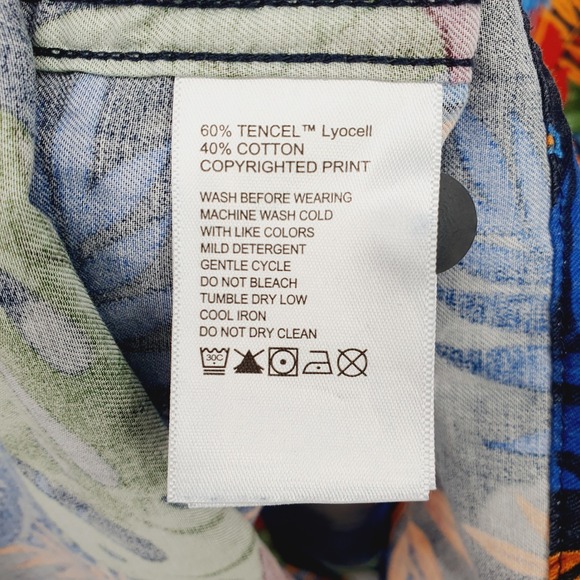 60% TENCEL™ Lyocell
40% COTTON
COPYRIGHTED PRINT
WASH BEFORE WEARING
MACHINE WASH COLD
WITH LIKE COLORS
MILD DETERGENT
GENTLE CYCLE
DO NOT BLEACH
TUMBLE DRY LOW
COOL IRON
DO NOT DRY CLEAN
30C